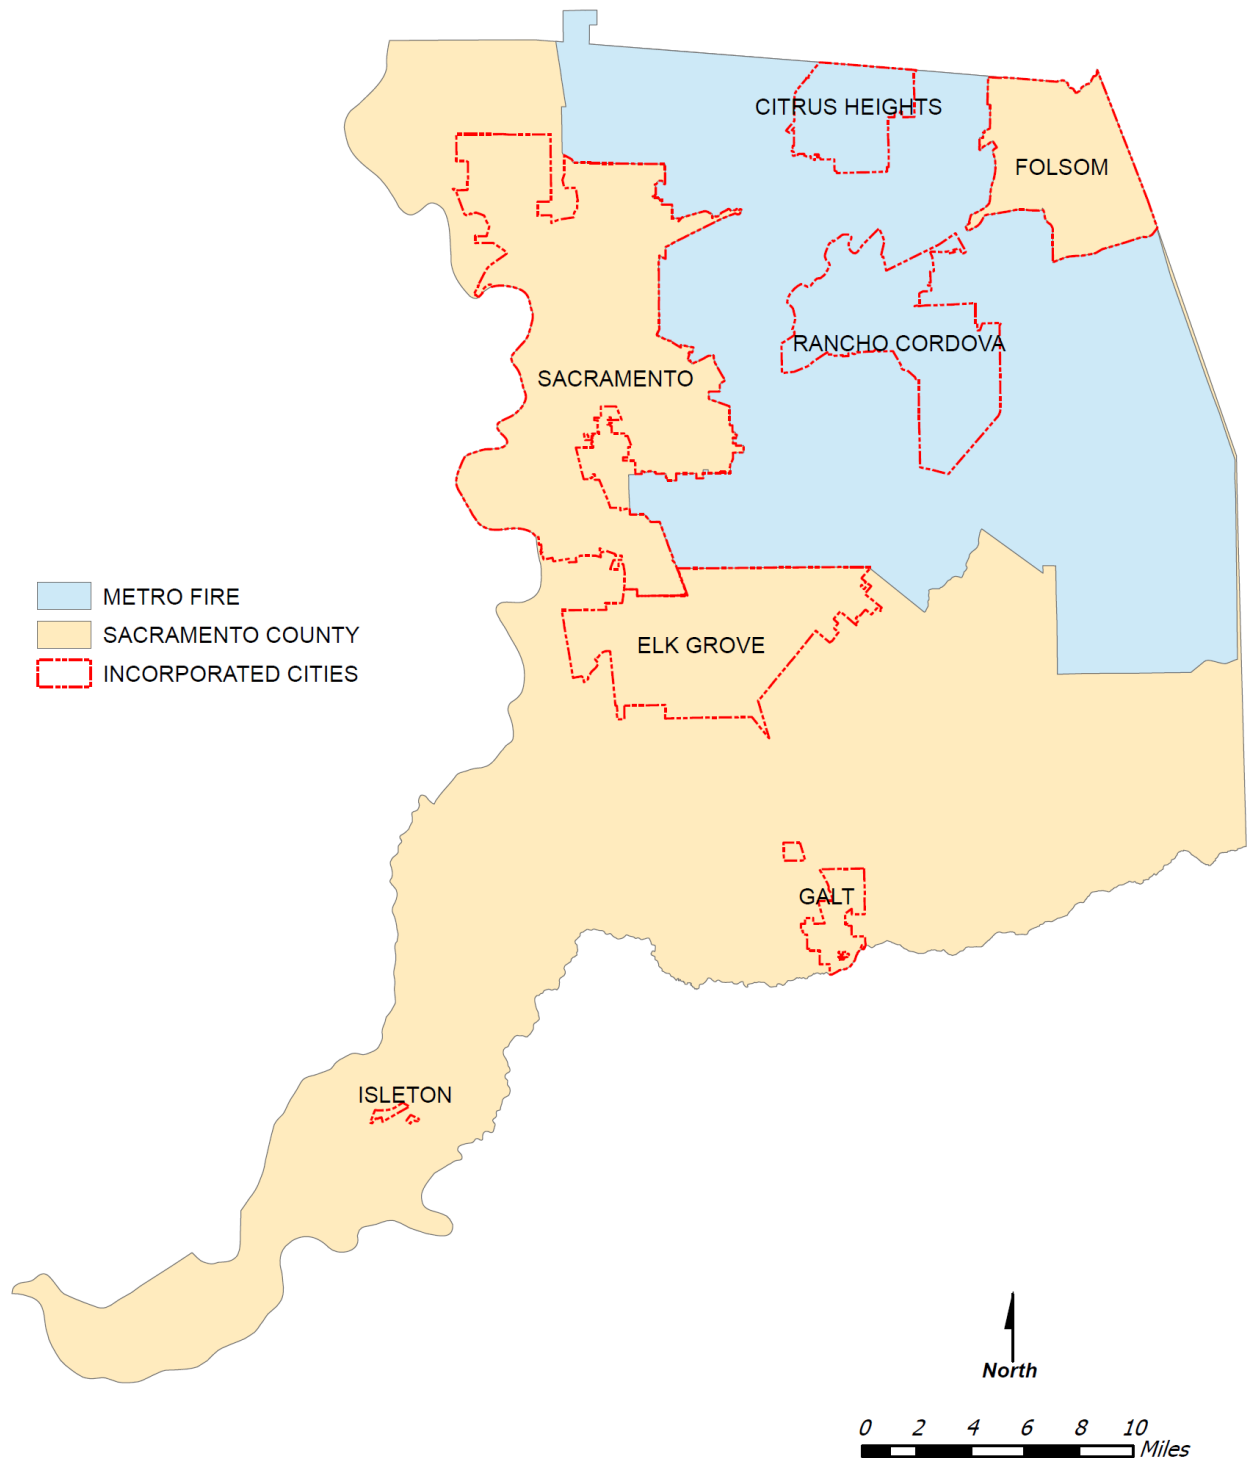 CITRUS HEIGHTS
FOLSOM
RANCHO CORDOVA
SACRAMENTO
METRO FIRE
SACRAMENTO COUNTY
INCORPORATED CITIES
ELK GROVE
GALT
ISLETON
North
0 2 4 6 8 10
Miles